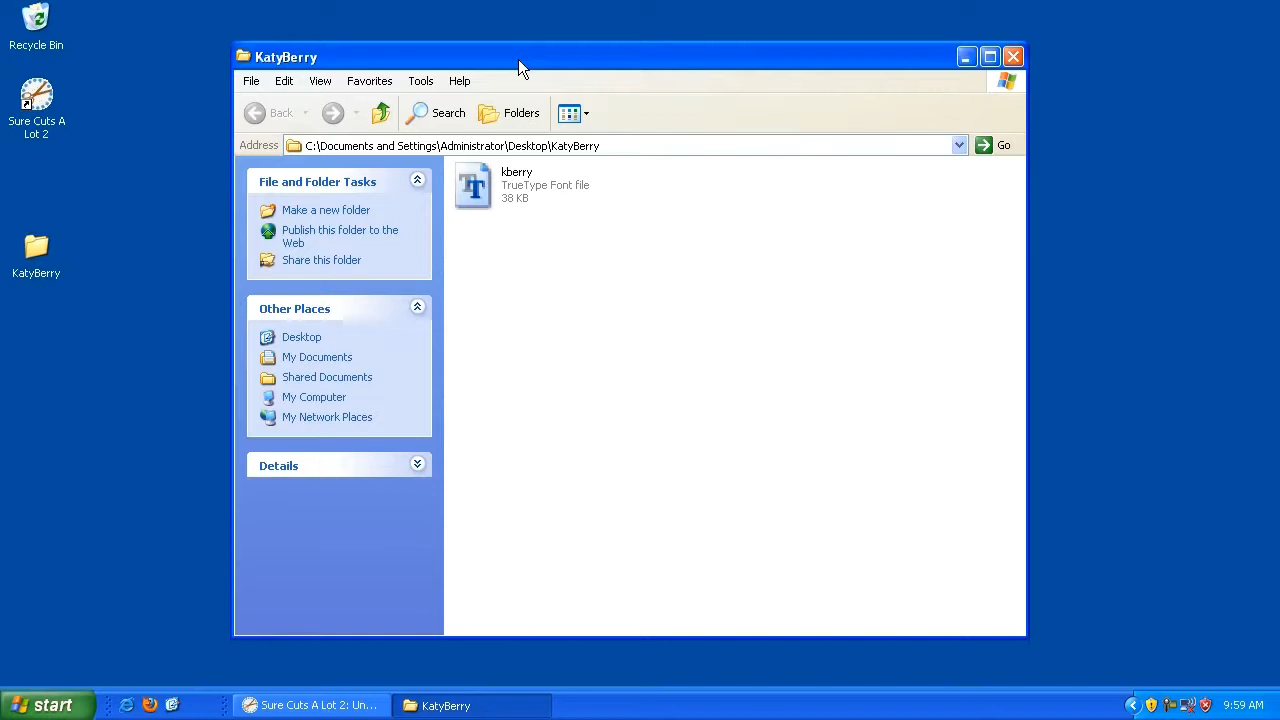 Recycle Bin
Sure Cuts A
Lot 2
KatyBerry
KatyBerry
File Edit View Favorites Tools Help
Back Search Folders
Address C:\Documents and Settings\Administrator\Desktop\KatyBerry Go
File and Folder Tasks
Make a new folder
Publish this folder to the
Web
Share this folder
Other Places
Desktop
My Documents
Shared Documents
My Computer
My Network Places
Details
kberry
TrueType Font file
38 KB
start Sure Cuts A Lot 2: Un... KatyBerry 9:59 AM